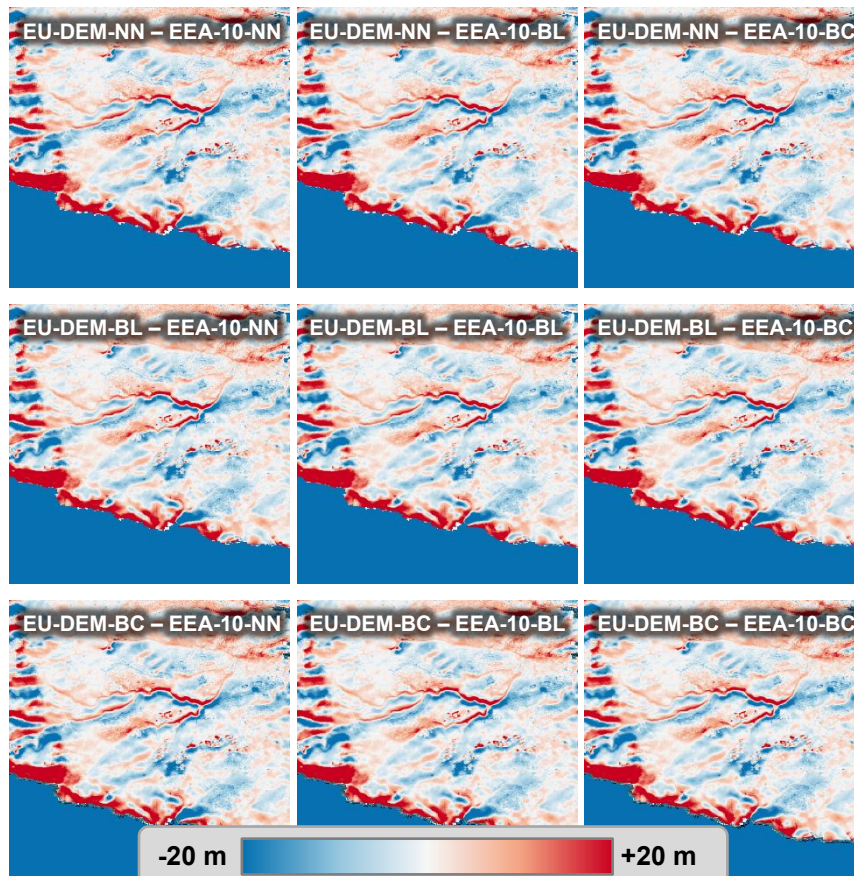 EU-DEM-NN – EEA-10-NN
EU-DEM-NN – EEA-10-BL
EU-DEM-NN – EEA-10-BC
EU-DEM-BL – EEA-10-NN
EU-DEM-BL – EEA-10-BL
EU-DEM-BL – EEA-10-BC
EU-DEM-BC – EEA-10-NN
EU-DEM-BC – EEA-10-BL
EU-DEM-BC – EEA-10-BC
-20 m
+20 m